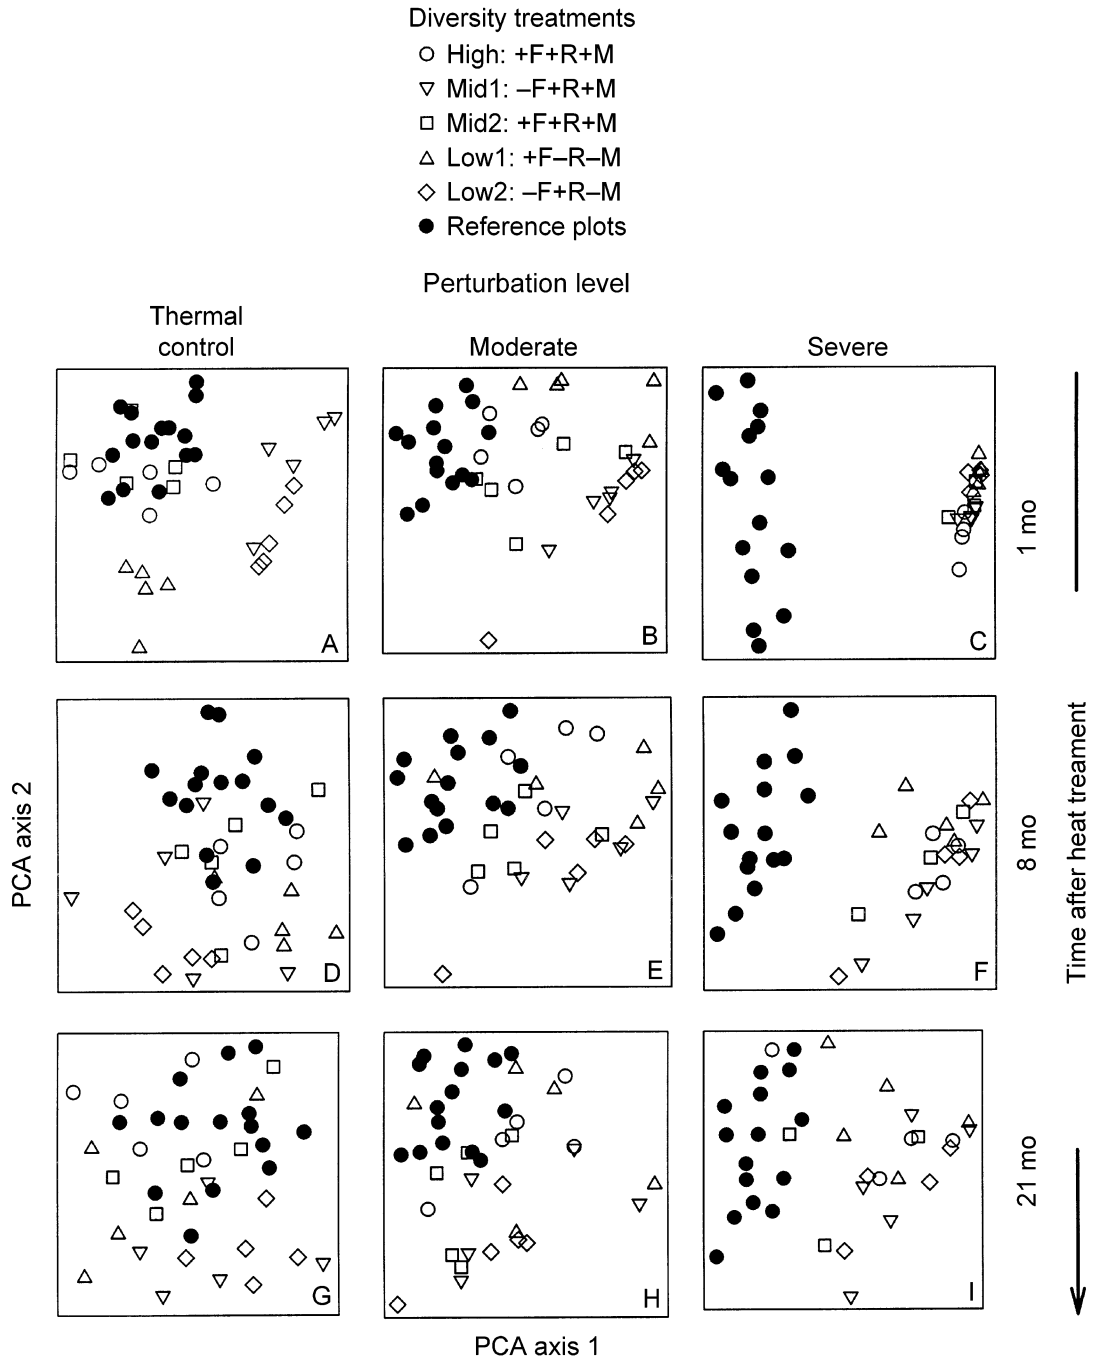 Diversity treatments
High: +F+R+M
Mid1: –F+R+M
Mid2: +F+R+M
Low1: +F–R–M
Low2: –F+R–M
Reference plots
Perturbation level
Thermal
control
Moderate
Severe
A
B
C
1 mo
D
E
F
8 mo
G
H
I
21 mo
PCA axis 2
PCA axis 1
Time after heat treament